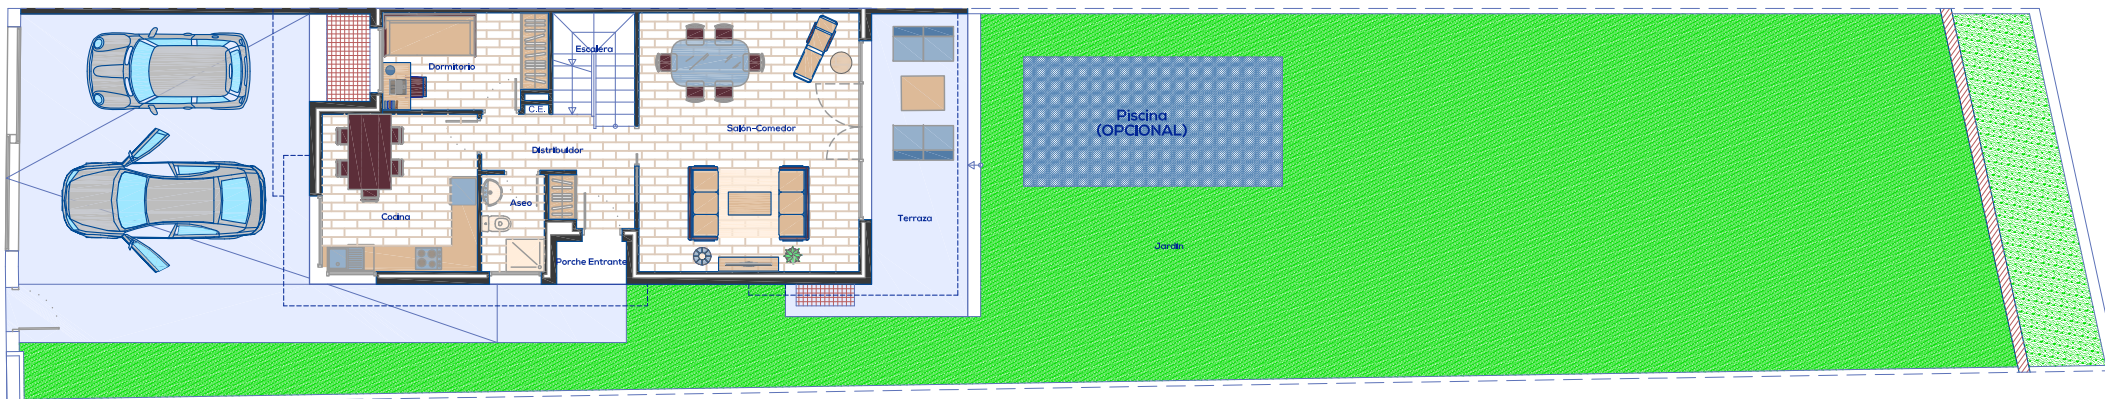 Escalera
Dormitorio
C.E.
Piscina
(OPCIONAL)
Salón-Comedor
Distribuidor
Aseo
Cocina
Terraza
Jardín
Porche Entrante